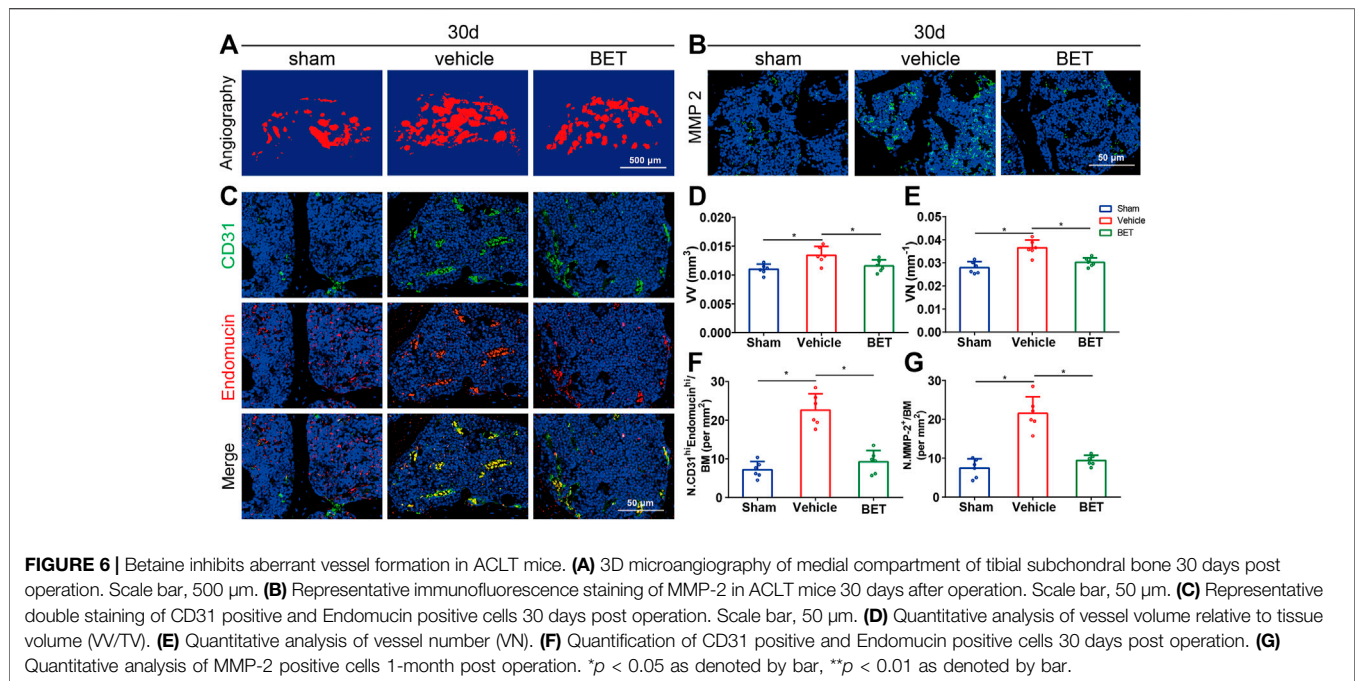 A
30d
sham
vehicle
BET
Angiography
500 µm
B
30d
sham
vehicle
BET
MMP 2
50 µm
C
CD31
Endomucin
Merge
50 µm
D
VV (mm³)
0.020
0.015
0.010
0.005
0.000
*
*
Sham
Vehicle
BET
E
VN (mm⁻¹)
0.05
0.04
0.03
0.02
0.01
0.00
*
*
Sham
Vehicle
BET
Sham
Vehicle
BET
F
N.CD31ʰⁱEndomucinʰⁱ/
BM (per mm²)
30
20
10
0
*
*
Sham
Vehicle
BET
G
N.MMP-2⁺/BM
(per mm²)
30
20
10
0
*
*
Sham
Vehicle
BET
FIGURE 6 | Betaine inhibits aberrant vessel formation in ACLT mice. (A) 3D microangiography of medial compartment of tibial subchondral bone 30 days post
operation. Scale bar, 500 µm. (B) Representative immunofluorescence staining of MMP-2 in ACLT mice 30 days after operation. Scale bar, 50 µm. (C) Representative
double staining of CD31 positive and Endomucin positive cells 30 days post operation. Scale bar, 50 µm. (D) Quantitative analysis of vessel volume relative to tissue
volume (VV/TV). (E) Quantitative analysis of vessel number (VN). (F) Quantification of CD31 positive and Endomucin positive cells 30 days post operation. (G)
Quantitative analysis of MMP-2 positive cells 1-month post operation. *p < 0.05 as denoted by bar, **p < 0.01 as denoted by bar.